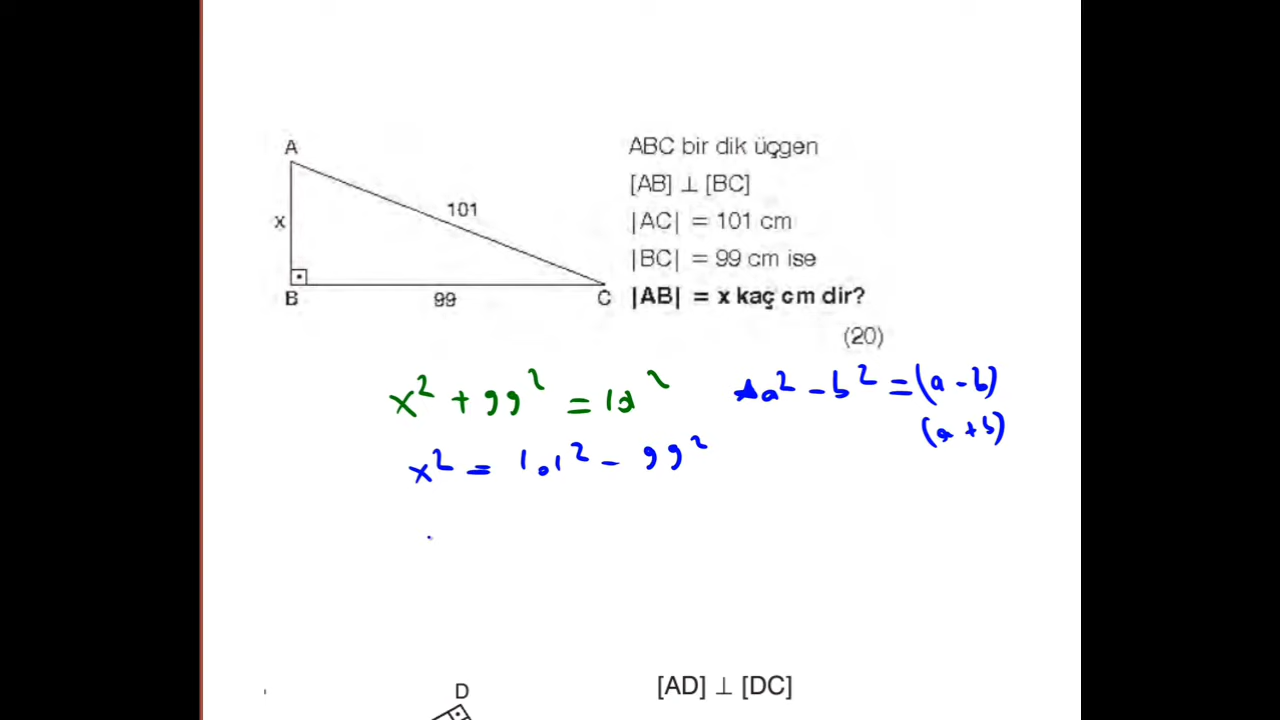 A
x
101
B
99
C
ABC bir dik üçgen
[AB] ⊥ [BC]
|AC| = 101 cm
|BC| = 99 cm ise
|AB| = x kaç cm dir?
(20)
x² + 99² = 101²
x² = 101² - 99²
a² - b² = (a - b)
(a + b)
D
[AD] ⊥ [DC]